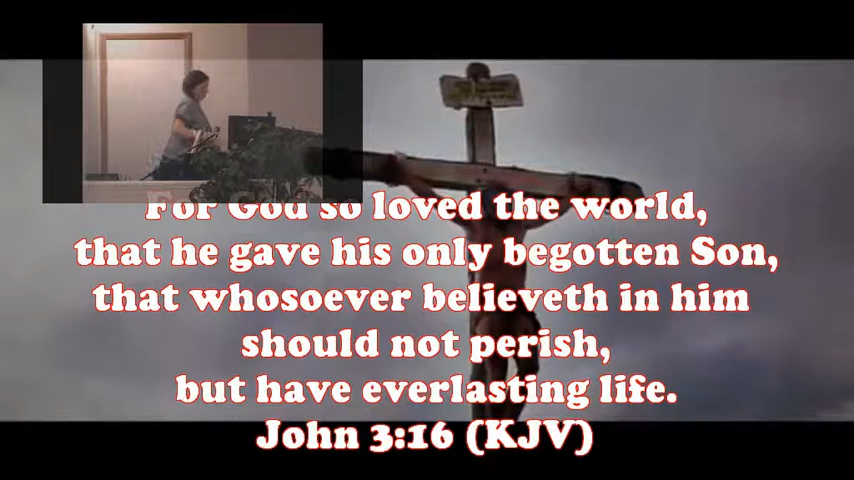 For God so loved the world,
that he gave his only begotten Son,
that whosoever believeth in him
should not perish,
but have everlasting life.
John 3:16 (KJV)